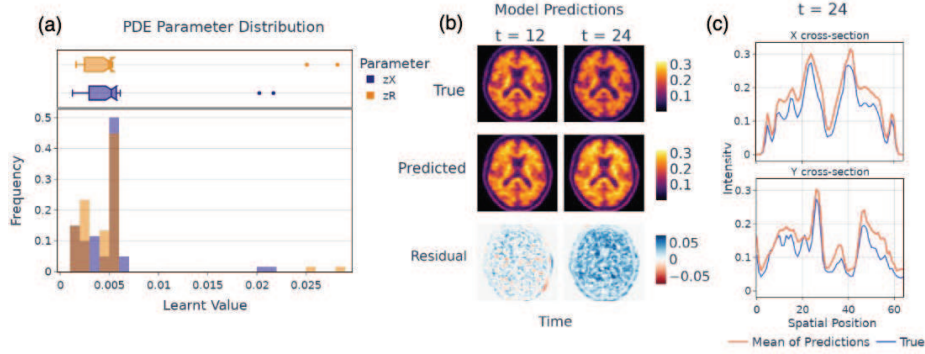 (a)
PDE Parameter Distribution
Parameter
zX
zR
0.5
0.4
0.3
0.2
0.1
0
0 0.005 0.01 0.015 0.02 0.025
Frequency
Learnt Value
(b)
Model Predictions
t = 12 t = 24
True
0.3
0.2
0.1
Predicted
0.3
0.2
0.1
Residual
0.05
0
−0.05
Time
(c)
t = 24
X cross-section
0.3
0.2
0.1
0
Intensity
Y cross-section
0.3
0.2
0.1
0
0 20 40 60
Spatial Position
Mean of Predictions True